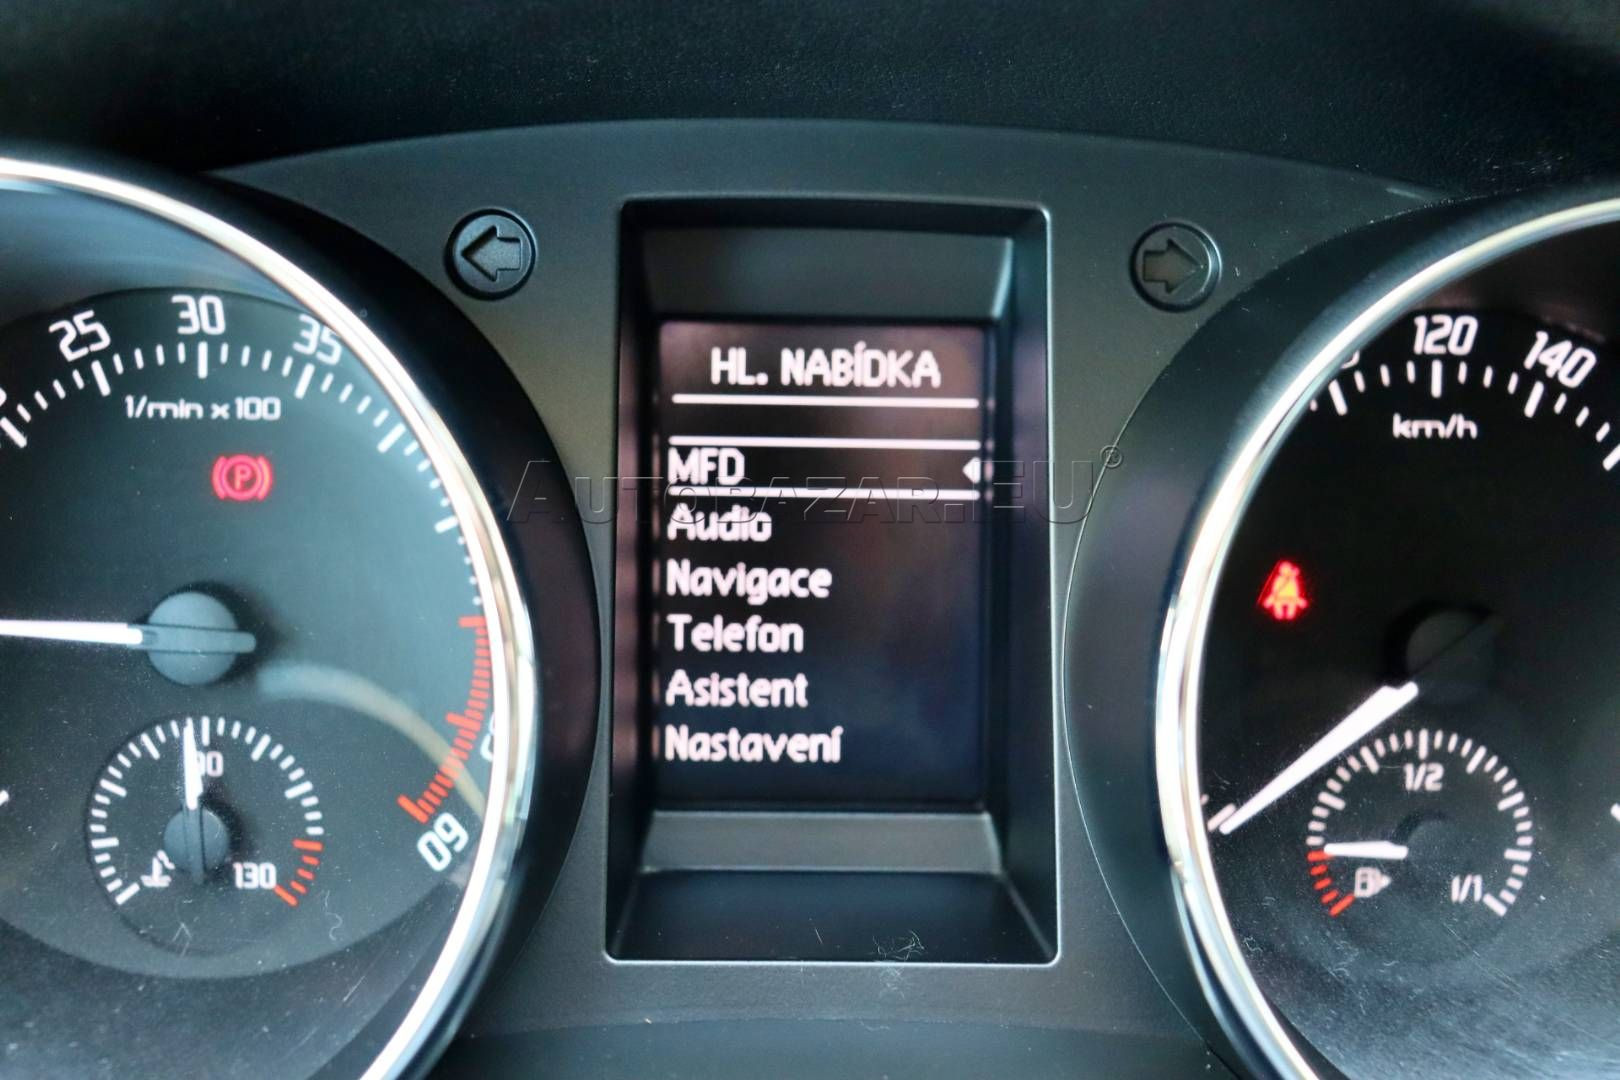 25
30
35
1/min x 100
60
90
130
HL. NABÍDKA
MFD
Audio
Navigace
Telefon
Asistent
Nastavení
AUTOBAZAR.EU©
120
140
km/h
1/2
1/1
P